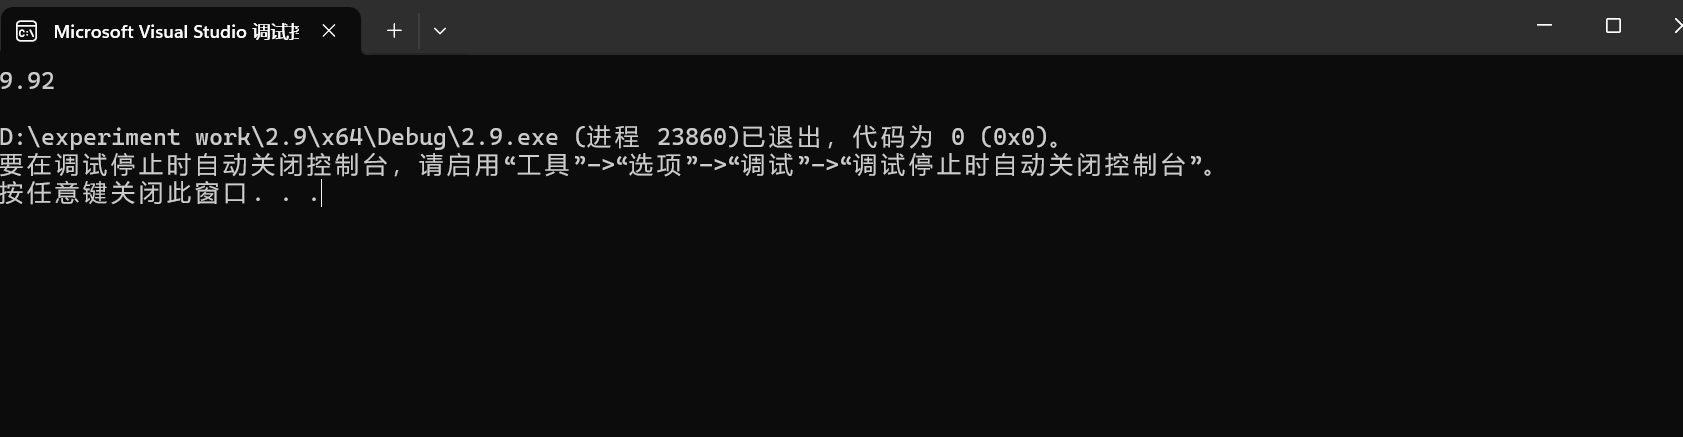 Microsoft Visual Studio 调试
9.92
D:\experiment work\2.9\x64\Debug\2.9.exe (进程 23860)已退出，代码为 0 (0x0)。
要在调试停止时自动关闭控制台，请启用“工具”->“选项”->“调试”->“调试停止时自动关闭控制台”。
按任意键关闭此窗口. . .